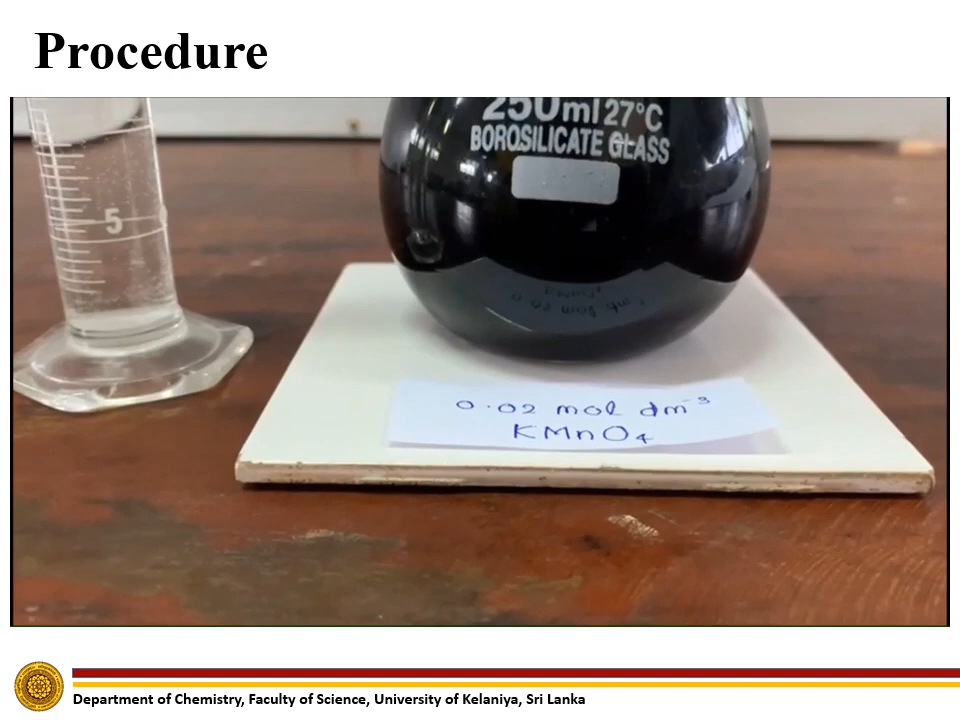 Procedure
250ml 27°C
BOROSILICATE GLASS
5
0.02 mol dm⁻³
KMnO₄
Department of Chemistry, Faculty of Science, University of Kelaniya, Sri Lanka